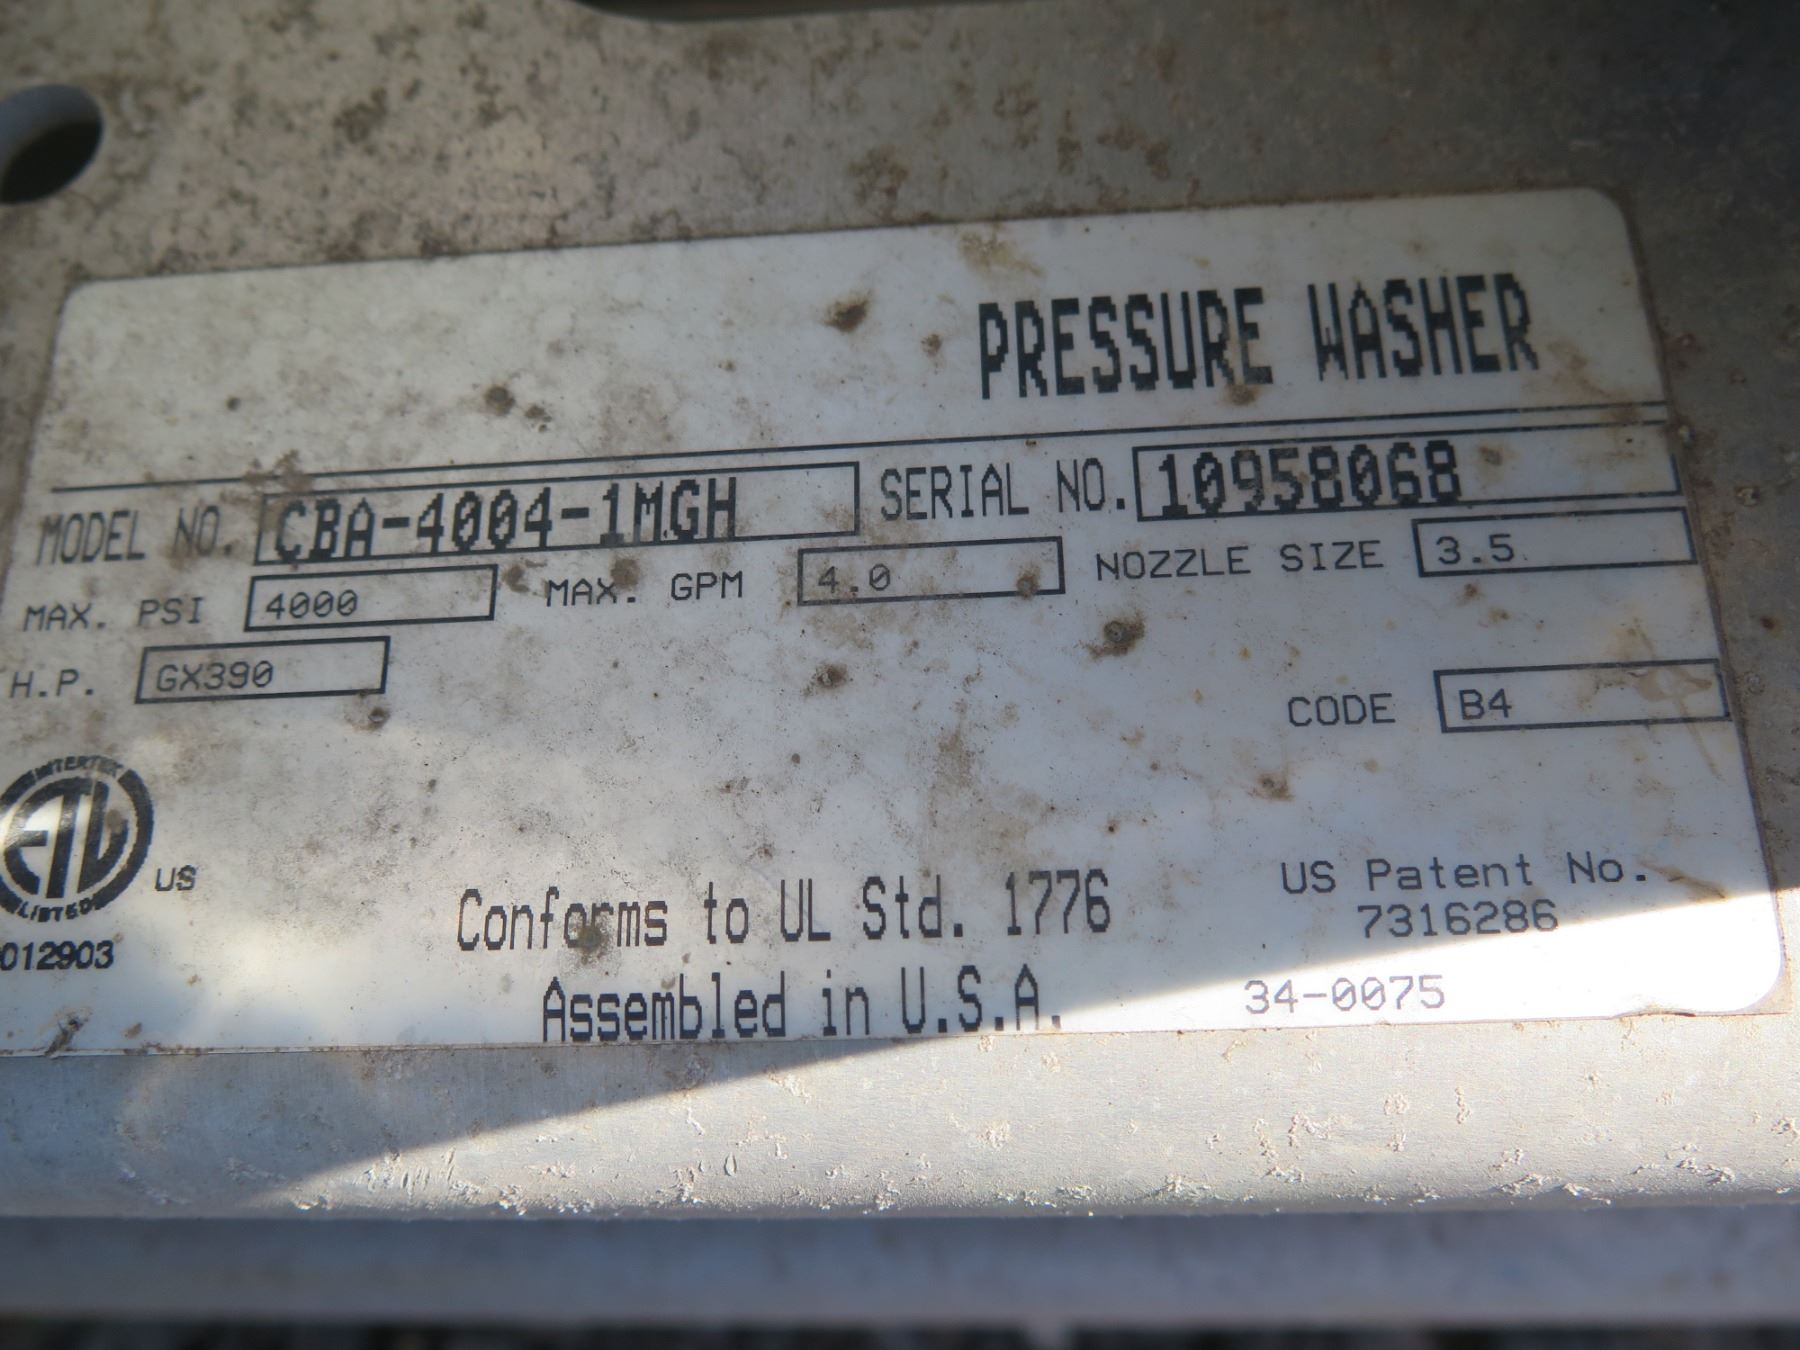 PRESSURE WASHER
MODEL NO. CBA-4004-1MGH SERIAL NO. 10958068
MAX. PSI 4000 MAX. GPM 4.0 NOZZLE SIZE 3.5
H.P. GX390
CODE B4
INTERTEK
ETL
LISTED
US
012903
Conforms to UL Std. 1776
Assembled in U.S.A.
US Patent No.
7316286
34-0075